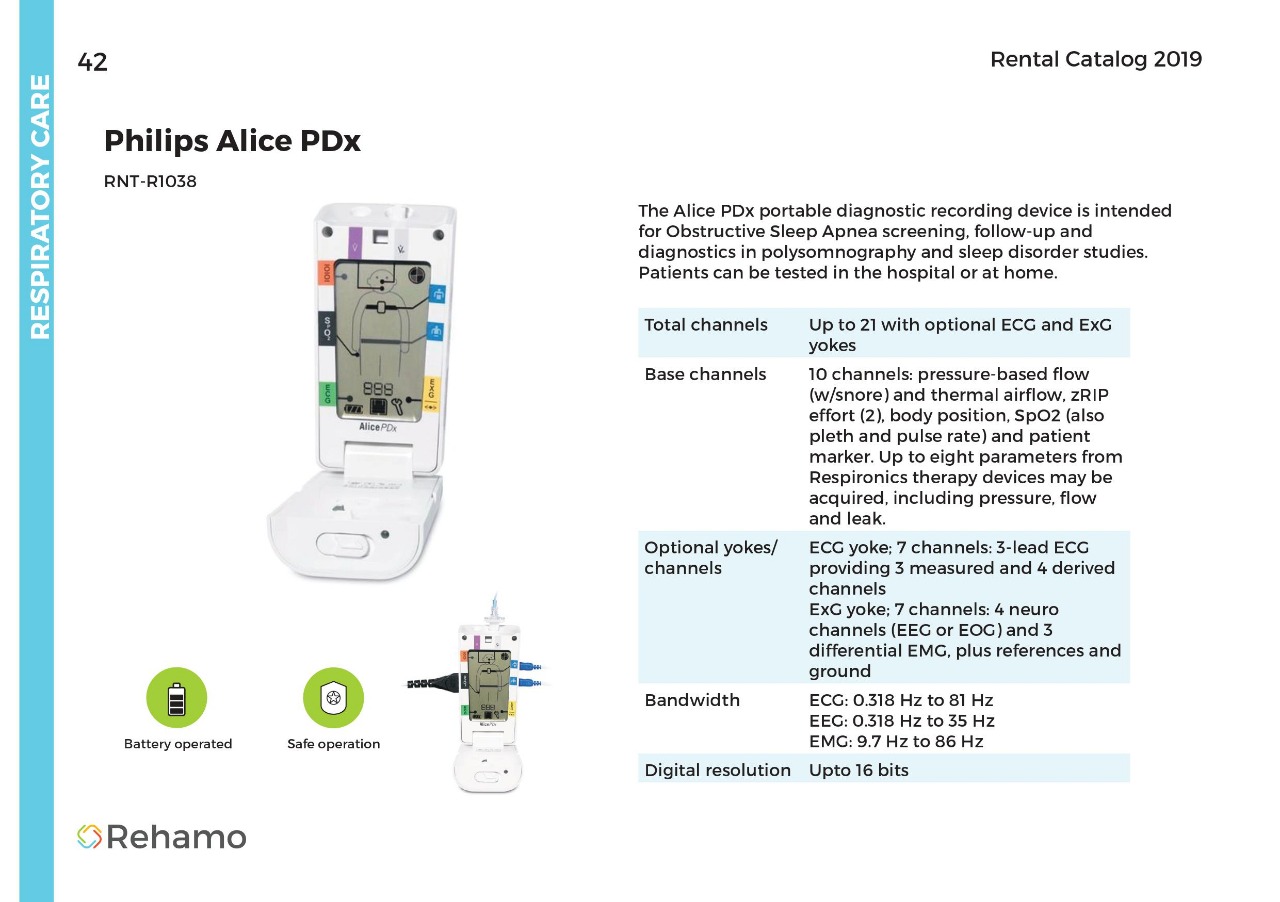 42
Rental Catalog 2019
RESPIRATORY CARE
Philips Alice PDx
RNT-R1038
SpO₂
ECG
EXG
888
Alice PDx
The Alice PDx portable diagnostic recording device is intended
for Obstructive Sleep Apnea screening, follow-up and
diagnostics in polysomnography and sleep disorder studies.
Patients can be tested in the hospital or at home.
Total channels
Up to 21 with optional ECG and ExG
yokes
Base channels
10 channels: pressure-based flow
(w/snore) and thermal airflow, zRIP
effort (2), body position, SpO2 (also
pleth and pulse rate) and patient
marker. Up to eight parameters from
Respironics therapy devices may be
acquired, including pressure, flow
and leak.
Optional yokes/
channels
ECG yoke; 7 channels: 3-lead ECG
providing 3 measured and 4 derived
channels
ExG yoke; 7 channels: 4 neuro
channels (EEG or EOG) and 3
differential EMG, plus references and
ground
Bandwidth
ECG: 0.318 Hz to 81 Hz
EEG: 0.318 Hz to 35 Hz
EMG: 9.7 Hz to 86 Hz
Digital resolution
Upto 16 bits
888
AlicePDx
Battery operated
Safe operation
Rehamo